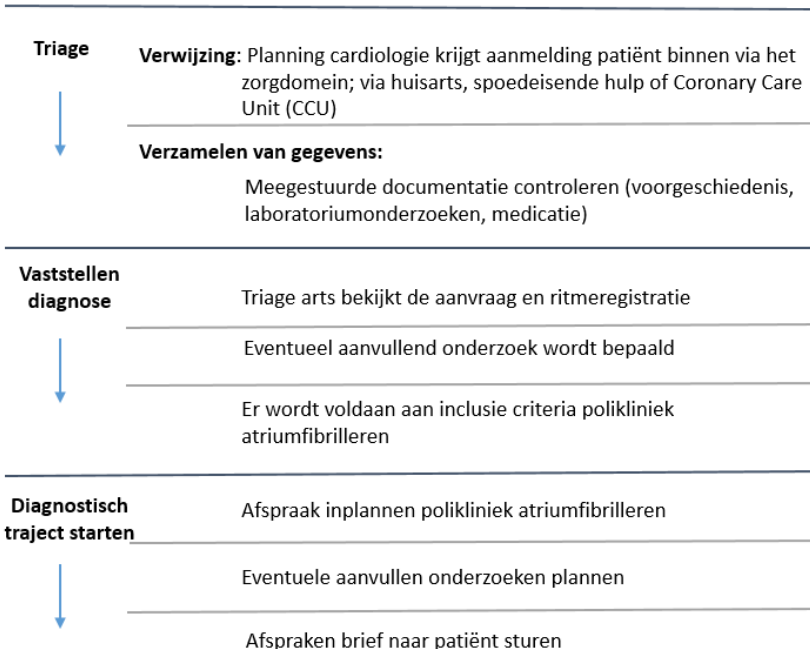 Triage
Verwijzing: Planning cardiologie krijgt aanmelding patiënt binnen via het
zorgdomein; via huisarts, spoedeisende hulp of Coronary Care
Unit (CCU)
Verzamelen van gegevens:
Meegestuurde documentatie controleren (voorgeschiedenis,
laboratoriumonderzoeken, medicatie)
Vaststellen
diagnose
Triage arts bekijkt de aanvraag en ritmeregistratie
Eventueel aanvullend onderzoek wordt bepaald
Er wordt voldaan aan inclusie criteria polikliniek
atriumfibrilleren
Diagnostisch
traject starten
Afspraak inplannen polikliniek atriumfibrilleren
Eventuele aanvullen onderzoeken plannen
Afspraken brief naar patiënt sturen